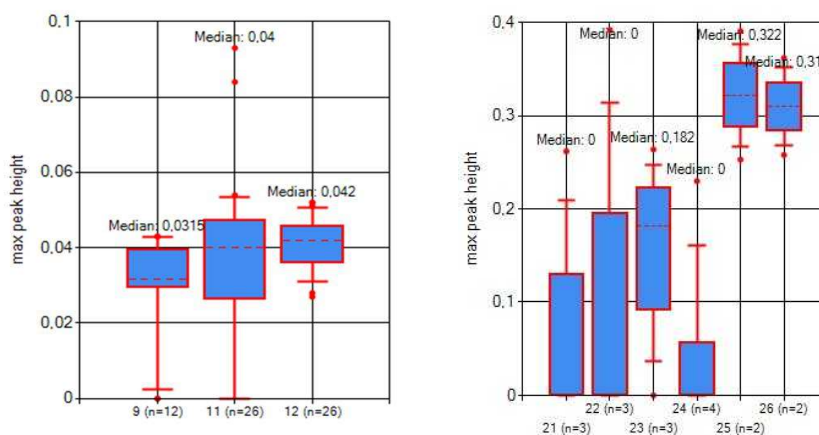 max peak height
0,1
0,08
0,06
0,04
0,02
0
Median: 0,0315
Median: 0,04
Median: 0,042
9 (n=12)
11 (n=26)
12 (n=26)
max peak height
0,4
0,3
0,2
0,1
0
Median: 0
Median: 0
Median: 0,182
Median: 0
Median: 0,322
Median: 0,31
22 (n=3)
24 (n=4)
26 (n=2)
21 (n=3)
23 (n=3)
25 (n=2)